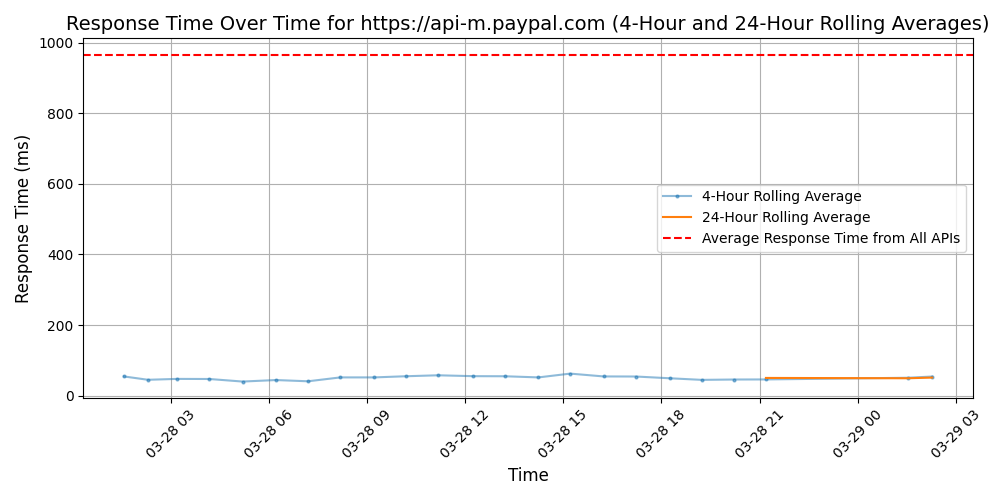 Response Time Over Time for https://api-m.paypal.com (4-Hour and 24-Hour Rolling Averages)
Response Time (ms)
1000
800
600
400
200
0
4-Hour Rolling Average
24-Hour Rolling Average
Average Response Time from All APIs
03-28 03
03-28 06
03-28 09
03-28 12
03-28 15
03-28 18
03-28 21
03-29 00
03-29 03
Time